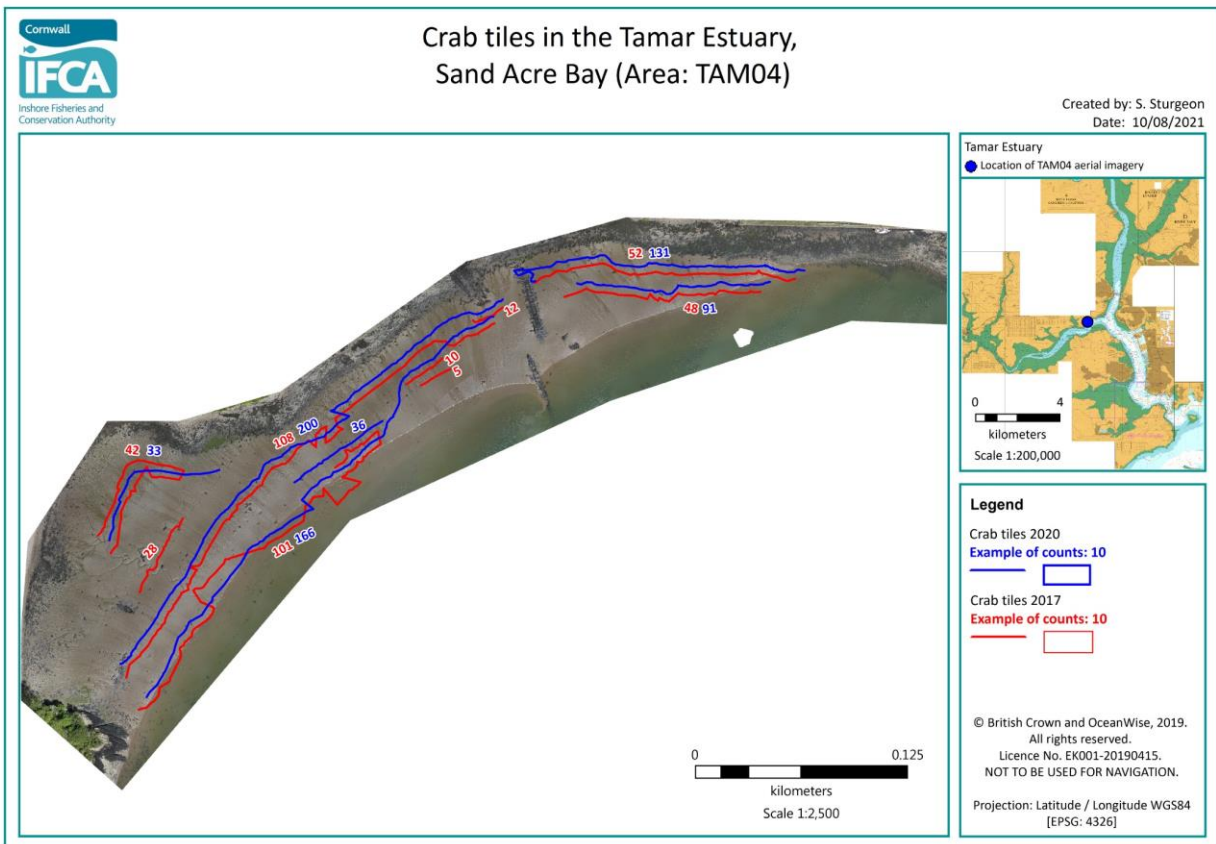 Cornwall
IFCA
Inshore Fisheries and
Conservation Authority
Crab tiles in the Tamar Estuary,
Sand Acre Bay (Area: TAM04)
Created by: S. Sturgeon
Date: 10/08/2021
52 131
48 91
12
10
5
108 200
36
42 33
28
101 166
0 0.125
kilometers
Scale 1:2,500
Tamar Estuary
Location of TAM04 aerial imagery
0 4
kilometers
Scale 1:200,000
Legend
Crab tiles 2020
Example of counts: 10
Crab tiles 2017
Example of counts: 10
© British Crown and OceanWise, 2019.
All rights reserved.
Licence No. EK001-20190415.
NOT TO BE USED FOR NAVIGATION.
Projection: Latitude / Longitude WGS84
[EPSG: 4326]